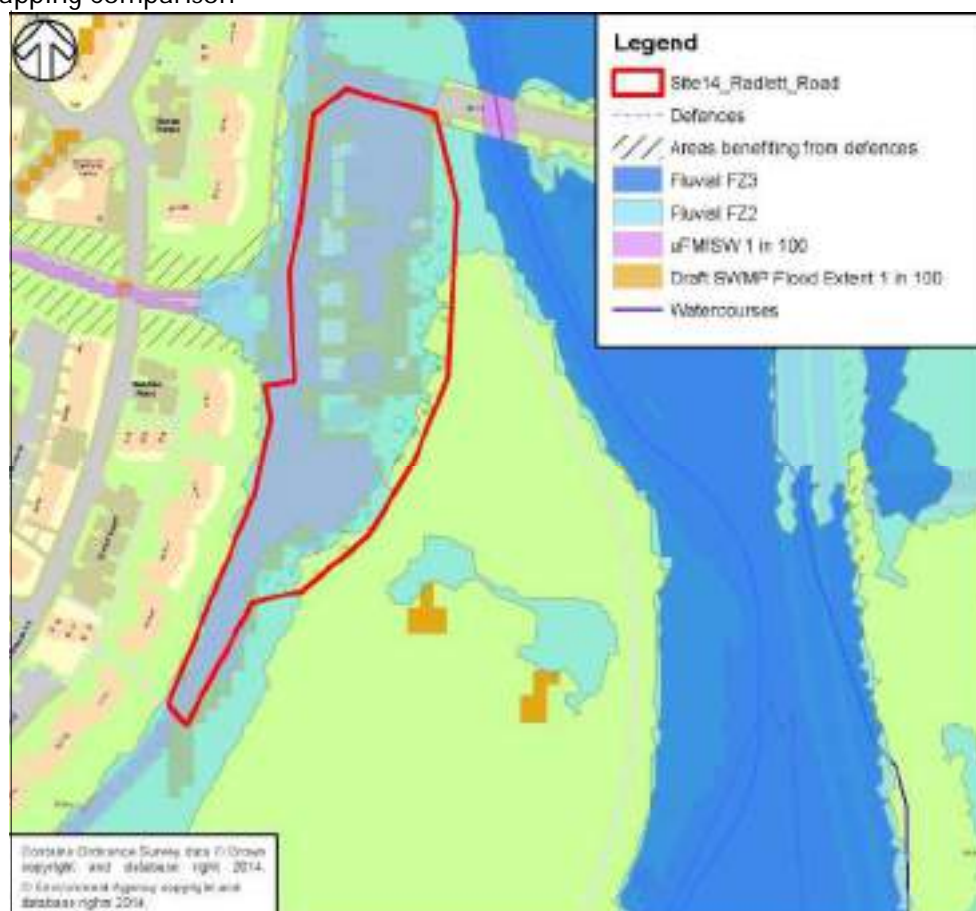 apping comparison
Legend
Site14_Radlett_Road
Defences
Areas benefiting from defences
Fluvial FZ3
Fluvial FZ2
uFMfSW 1 in 100
Draft SWMP Flood Extent 1 in 100
Watercourses
Contains Ordnance Survey data © Crown
copyright and database right 2014.
© Environment Agency copyright and
database rights 2014.